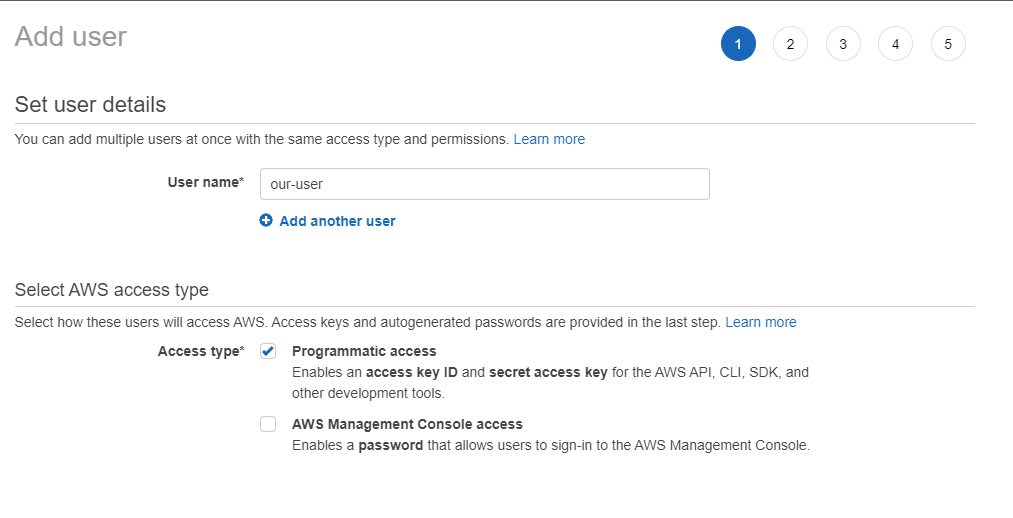 Add user
1 2 3 4 5
Set user details
You can add multiple users at once with the same access type and permissions. Learn more
User name* our-user
Add another user
Select AWS access type
Select how these users will access AWS. Access keys and autogenerated passwords are provided in the last step. Learn more
Access type* Programmatic access
Enables an access key ID and secret access key for the AWS API, CLI, SDK, and
other development tools.
AWS Management Console access
Enables a password that allows users to sign-in to the AWS Management Console.